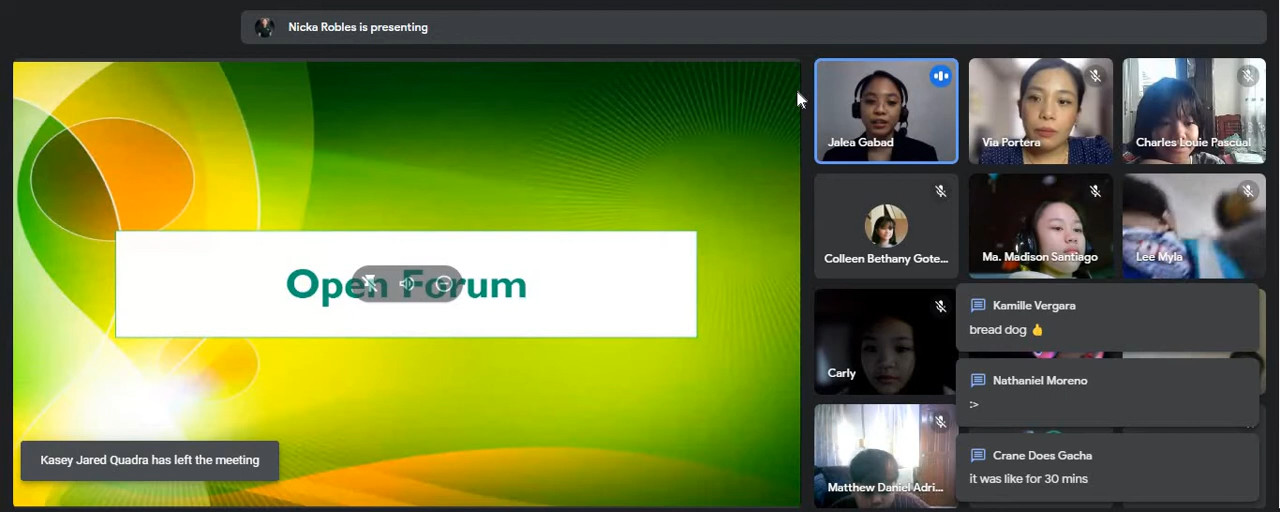 Nicka Robles is presenting
Open Forum
Kasey Jared Quadra has left the meeting
Jalea Gabad
Via Portera
Charles Louie Pascual
Colleen Bethany Gote...
Ma. Madison Santiago
Lee Myla
Carly
Matthew Daniel Adri...
Kamille Vergara
bread dog 👍
Nathaniel Moreno
:>
Crane Does Gacha
it was like for 30 mins